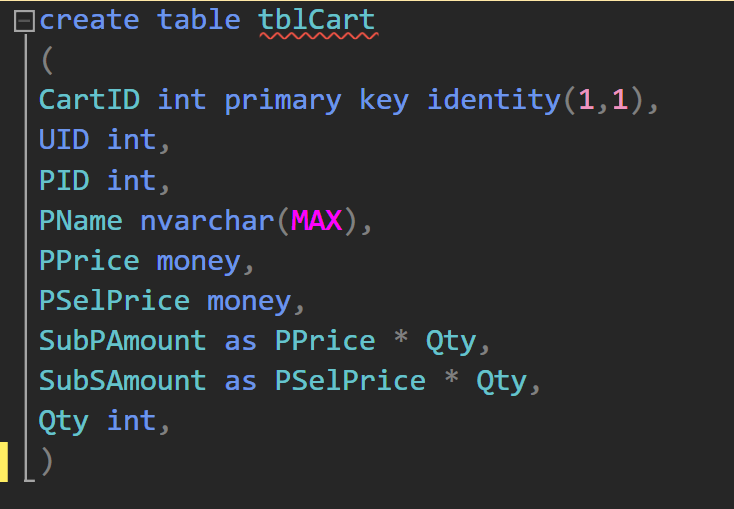 create table tblCart
(
CartID int primary key identity(1,1),
UID int,
PID int,
PName nvarchar(MAX),
PPrice money,
PSelPrice money,
SubPAmount as PPrice * Qty,
SubSAmount as PSelPrice * Qty,
Qty int,
)